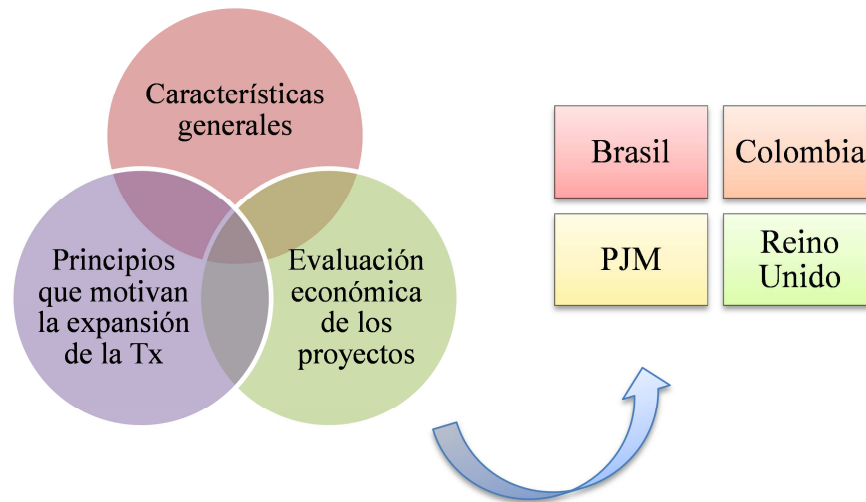 Características
generales
Principios
que motivan
la expansión
de la Tx
Evaluación
económica
de los
proyectos
Brasil
Colombia
PJM
Reino
Unido